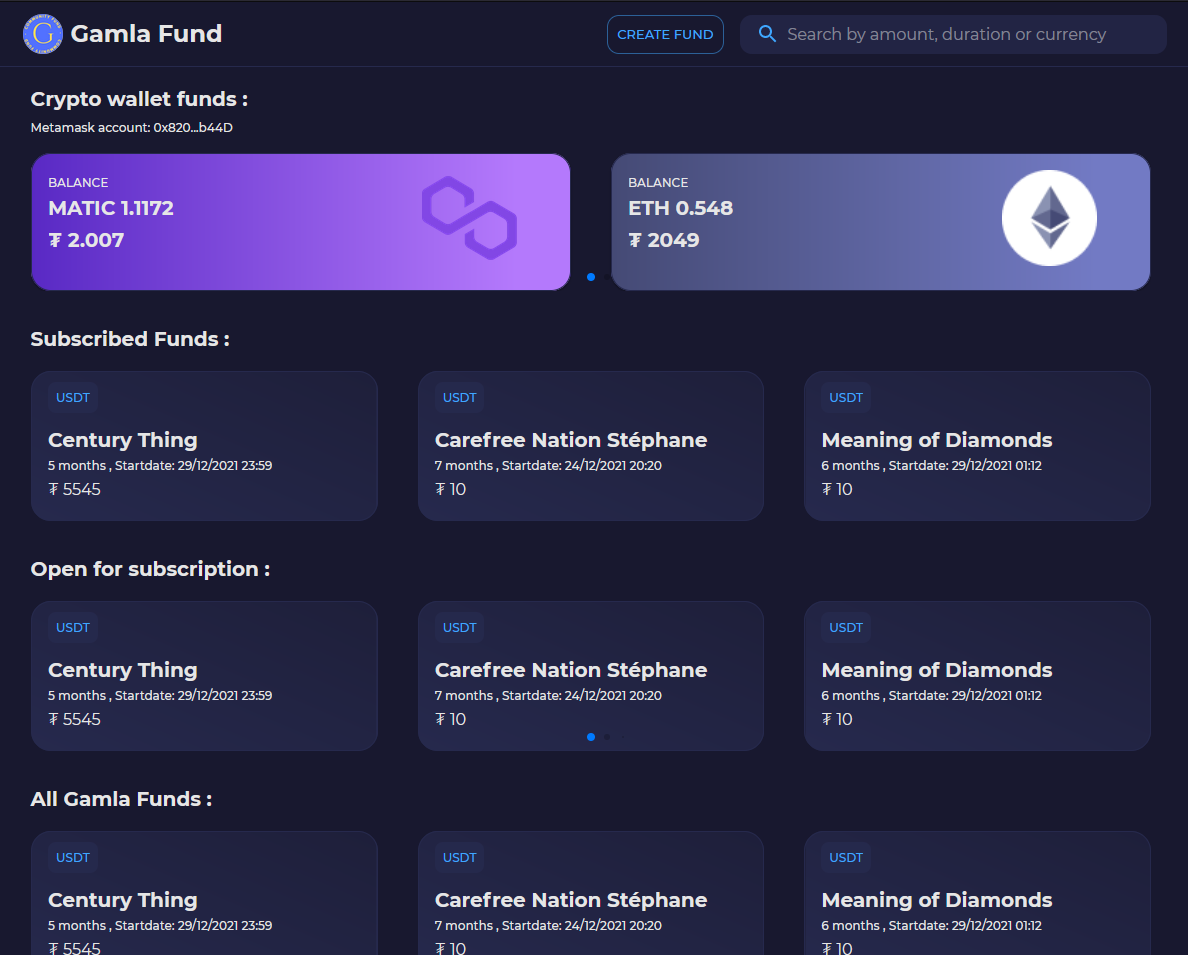 Gamla Fund
CREATE FUND
Search by amount, duration or currency
Crypto wallet funds :
Metamask account: 0x820...b44D
BALANCE
MATIC 1.1172
₮ 2.007
BALANCE
ETH 0.548
₮ 2049
Subscribed Funds :
USDT
Century Thing
5 months , Startdate: 29/12/2021 23:59
₮ 5545
USDT
Carefree Nation Stéphane
7 months , Startdate: 24/12/2021 20:20
₮ 10
USDT
Meaning of Diamonds
6 months , Startdate: 29/12/2021 01:12
₮ 10
Open for subscription :
USDT
Century Thing
5 months , Startdate: 29/12/2021 23:59
₮ 5545
USDT
Carefree Nation Stéphane
7 months , Startdate: 24/12/2021 20:20
₮ 10
USDT
Meaning of Diamonds
6 months , Startdate: 29/12/2021 01:12
₮ 10
All Gamla Funds :
USDT
Century Thing
5 months , Startdate: 29/12/2021 23:59
₮ 5545
USDT
Carefree Nation Stéphane
7 months , Startdate: 24/12/2021 20:20
₮ 10
USDT
Meaning of Diamonds
6 months , Startdate: 29/12/2021 01:12
₮ 10